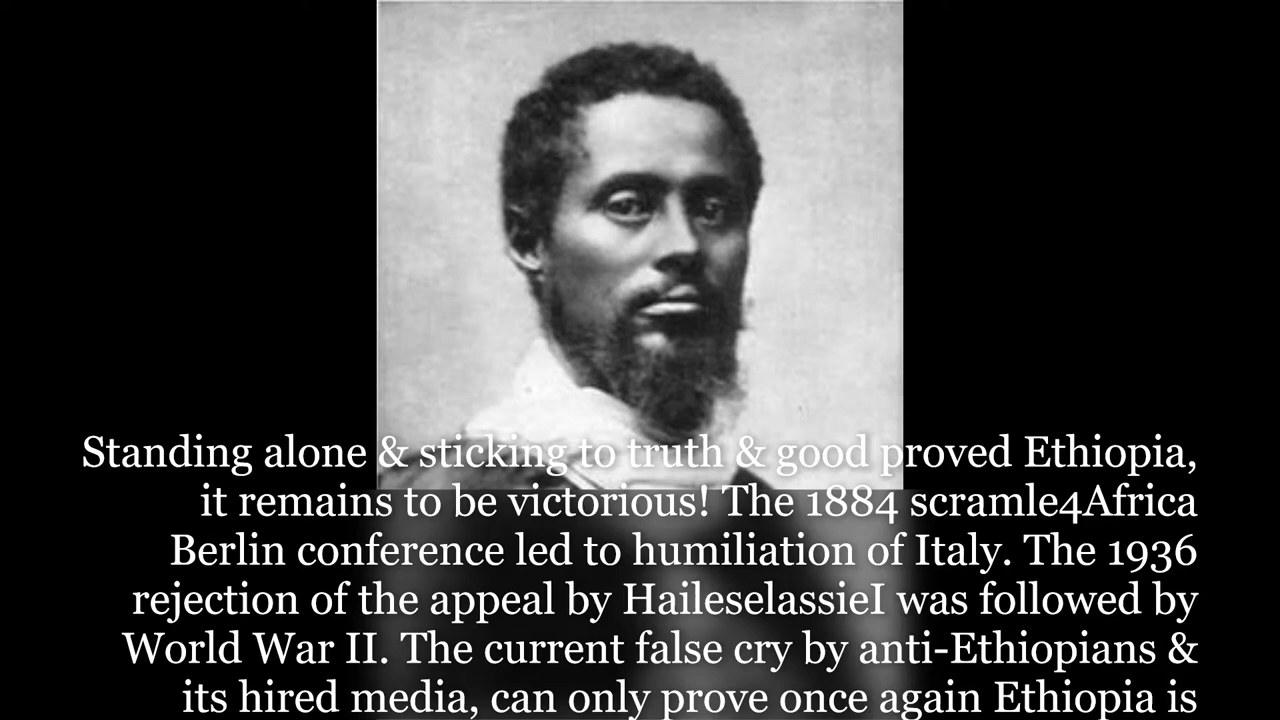 Standing alone & sticking to truth & good proved Ethiopia,
it remains to be victorious! The 1884 scramle4Africa
Berlin conference led to humiliation of Italy. The 1936
rejection of the appeal by HaileselassieI was followed by
World War II. The current false cry by anti-Ethiopians &
its hired media, can only prove once again Ethiopia is